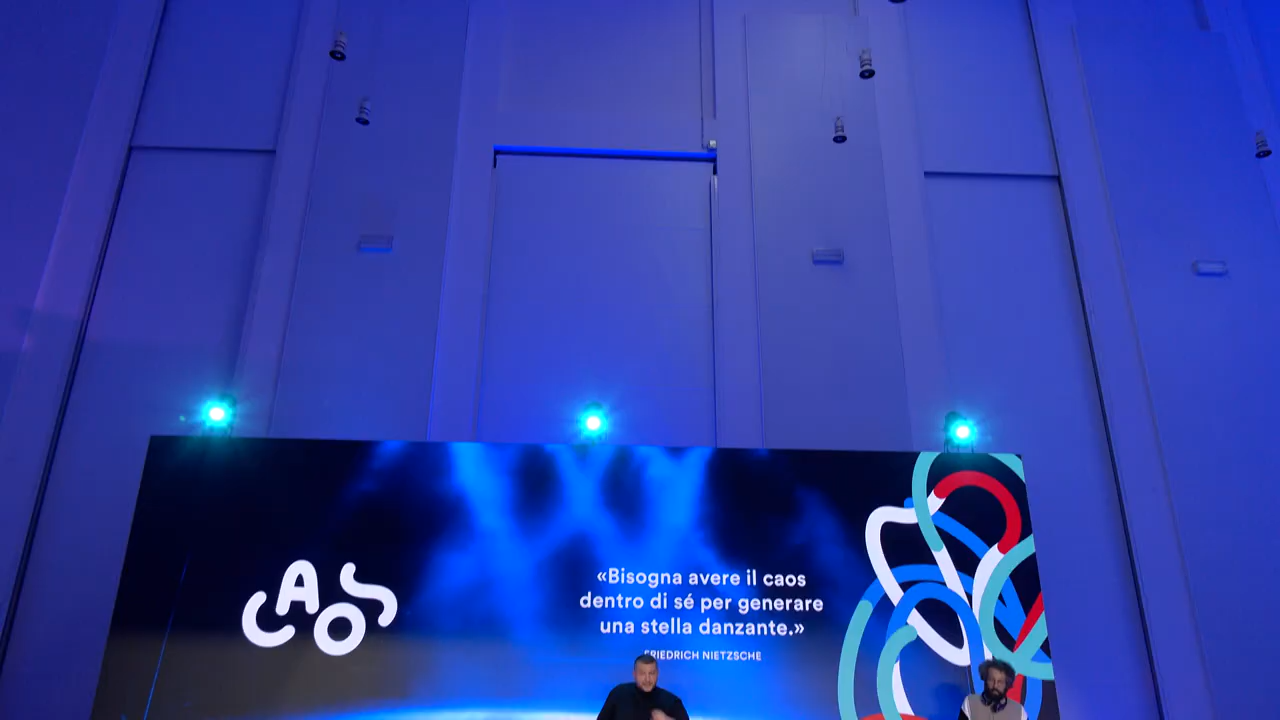 CAOS
«Bisogna avere il caos
dentro di sé per generare
una stella danzante.»
FRIEDRICH NIETZSCHE